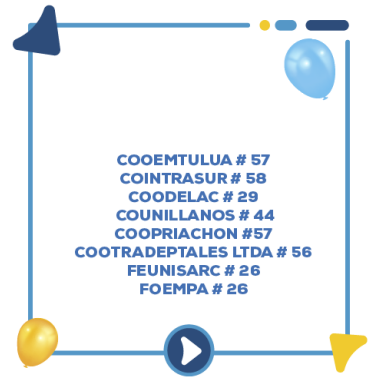 COOEMTULUA # 57
COINTRASUR # 58
COODELAC # 29
COUNILLANOS # 44
COOPRIACHON #57
COOTRADEPTALES LTDA # 56
FEUNISARC # 26
FOEMPA # 26